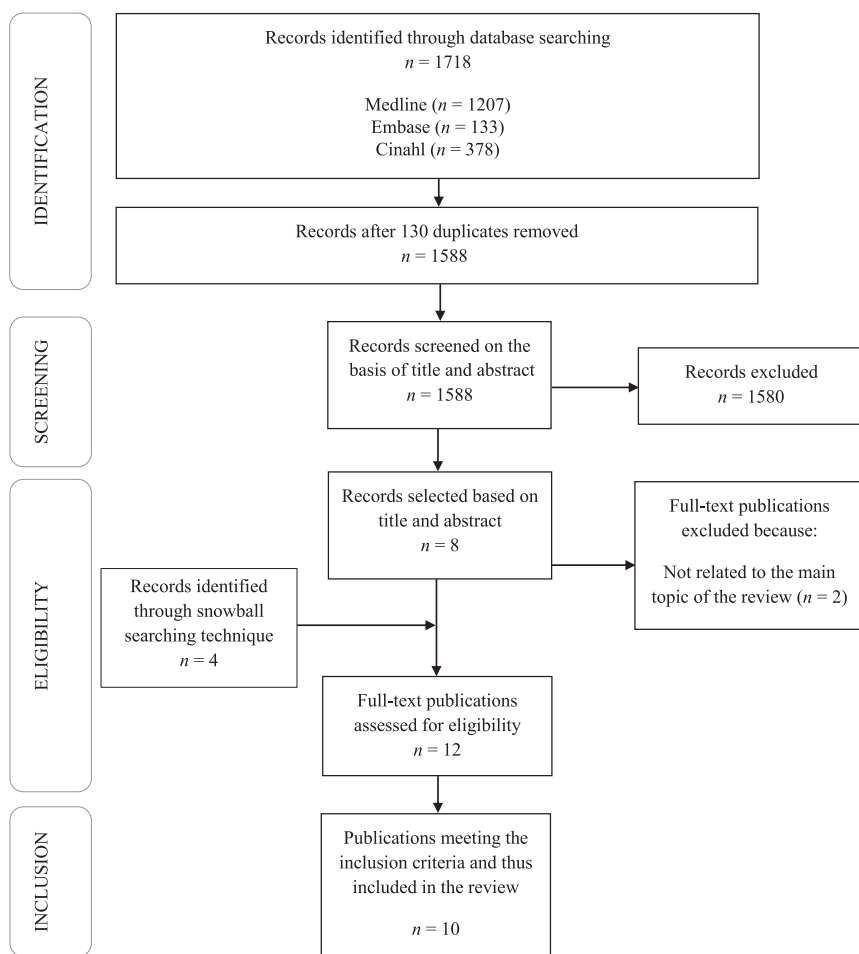 IDENTIFICATION
Records identified through database searching
n = 1718
Medline (n = 1207)
Embase (n = 133)
Cinahl (n = 378)
Records after 130 duplicates removed
n = 1588
SCREENING
Records screened on the
basis of title and abstract
n = 1588
Records excluded
n = 1580
ELIGIBILITY
Records selected based on
title and abstract
n = 8
Full-text publications
excluded because:
Not related to the main
topic of the review (n = 2)
Records identified
through snowball
searching technique
n = 4
Full-text publications
assessed for eligibility
n = 12
INCLUSION
Publications meeting the
inclusion criteria and thus
included in the review
n = 10